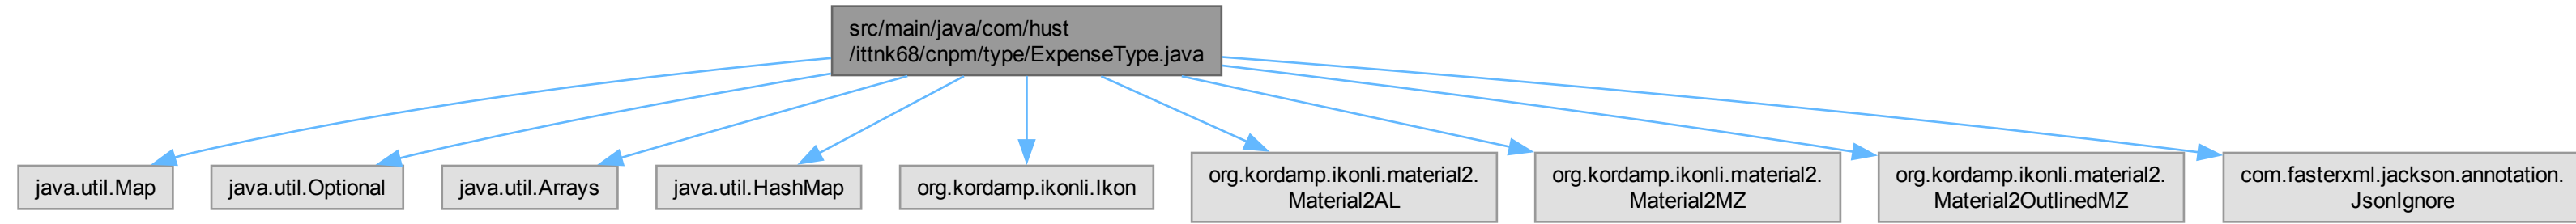 src/main/java/com/hust
/ittnk68/cnpm/type/ExpenseType.java
java.util.Map
java.util.Optional
java.util.Arrays
java.util.HashMap
org.kordamp.ikonli.Ikon
org.kordamp.ikonli.material2.
Material2AL
org.kordamp.ikonli.material2.
Material2MZ
org.kordamp.ikonli.material2.
Material2OutlinedMZ
com.fasterxml.jackson.annotation.
JsonIgnore